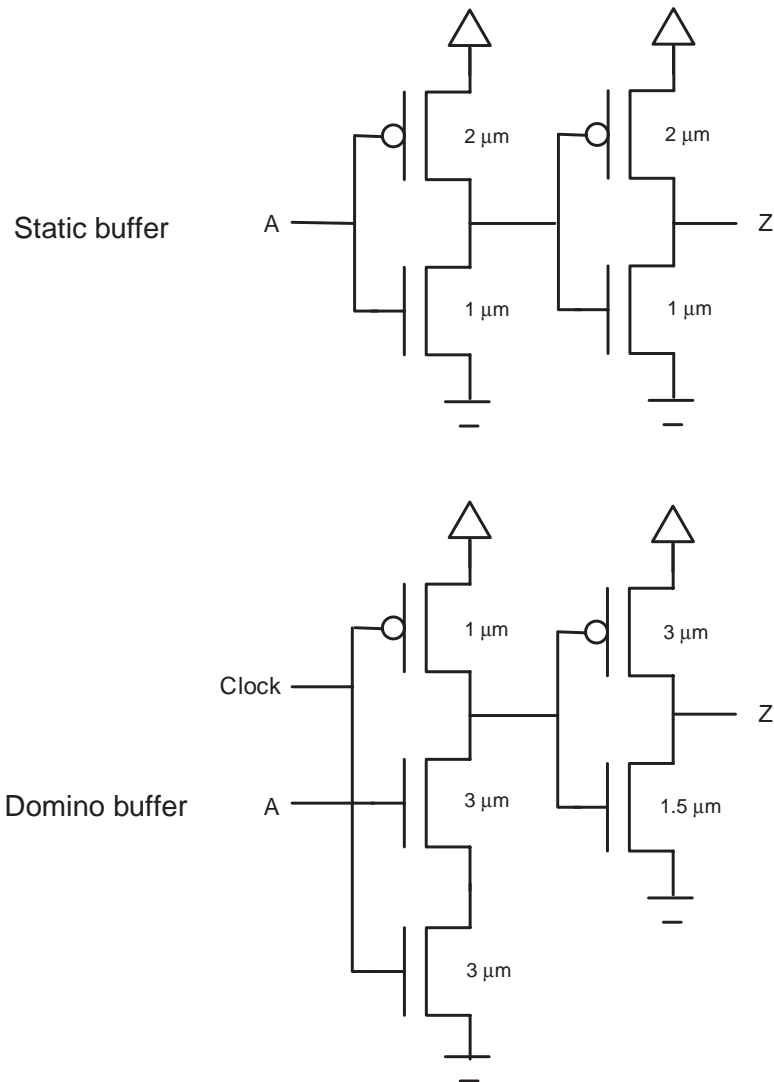 2 μm
2 μm
Static buffer
A
Z
1 μm
1 μm
1 μm
3 μm
Clock
Z
Domino buffer
A
3 μm
1.5 μm
3 μm